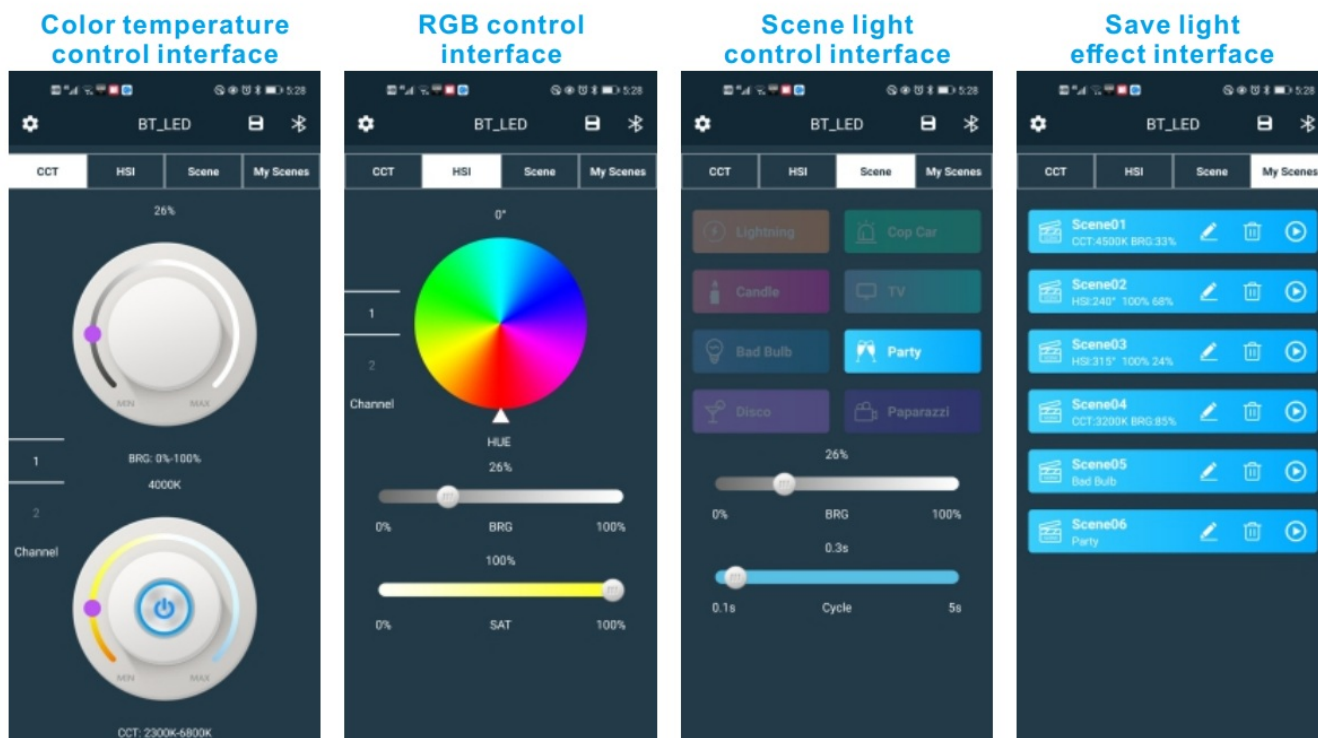 Color temperature
control interface
5:28
BT_LED
CCT HSI Scene My Scenes
26%
MIN MAX
BRG: 0%-100%
4000K
1
2
Channel
MIN MAX
CCT: 2300K-6800K
RGB control
interface
5:28
BT_LED
CCT HSI Scene My Scenes
0°
1
2
Channel
HUE
26%
0% BRG 100%
100%
0% SAT 100%
Scene light
control interface
5:28
BT_LED
CCT HSI Scene My Scenes
Lightning Cop Car
Candle TV
Bad Bulb Party
Disco Paparazzi
26%
0% BRG 100%
0.3s
0.1s Cycle 5s
Save light
effect interface
5:28
BT_LED
CCT HSI Scene My Scenes
Scene01
CCT:4500K BRG:33%
Scene02
HSI:240° 100% 68%
Scene03
HSI:315° 100% 24%
Scene04
CCT:3200K BRG:85%
Scene05
Bad Bulb
Scene06
Party